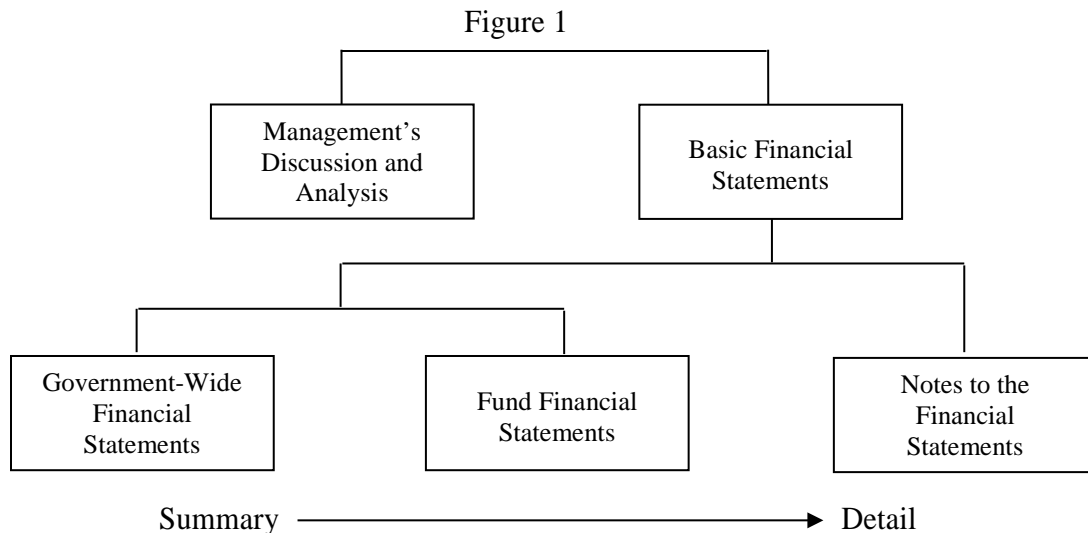 Figure 1
Management's
Discussion and
Analysis
Basic Financial
Statements
Government-Wide
Financial
Statements
Fund Financial
Statements
Notes to the
Financial
Statements
Summary
Detail